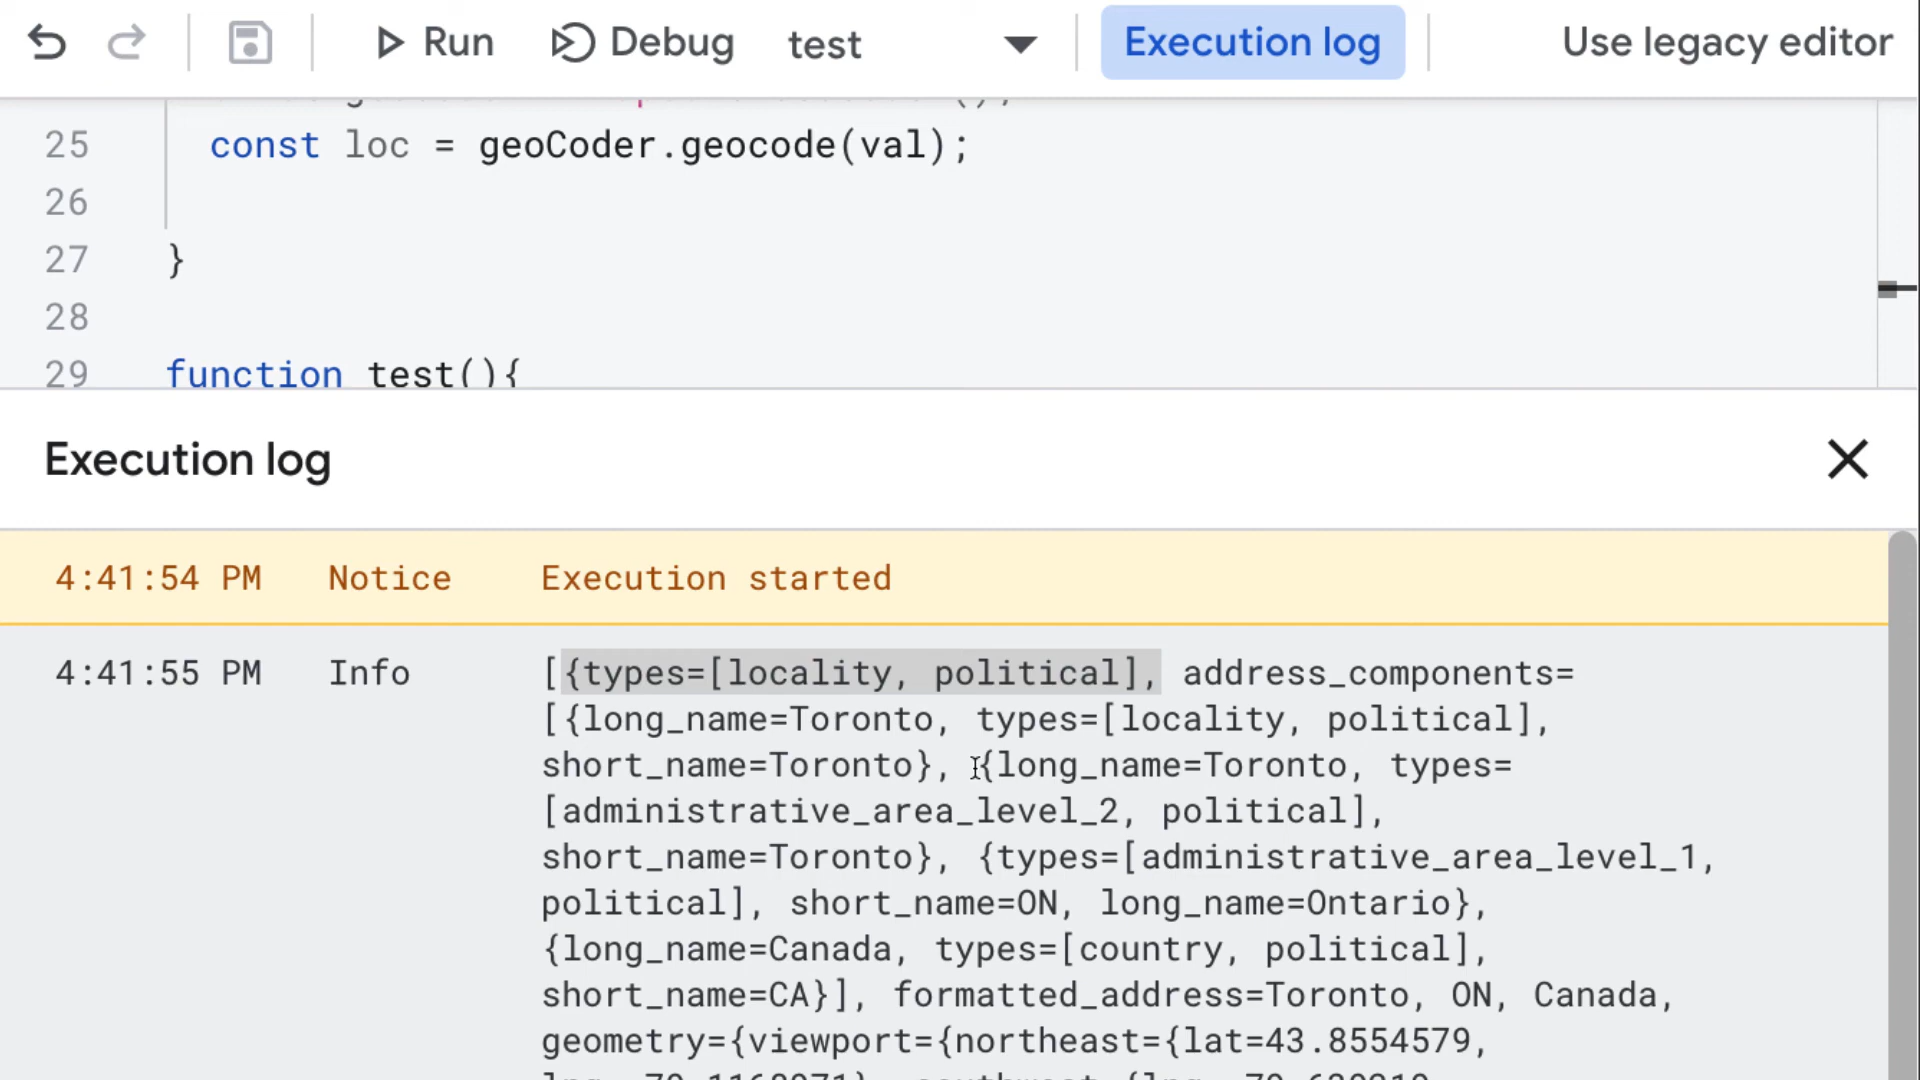 Run Debug test Execution log Use legacy editor
25 const loc = geoCoder.geocode(val);
26
27 }
28
29 function test(){
Execution log
4:41:54 PM Notice Execution started
4:41:55 PM Info [{types=[locality, political], address_components=
[{long_name=Toronto, types=[locality, political],
short_name=Toronto}, {long_name=Toronto, types=
[administrative_area_level_2, political],
short_name=Toronto}, {types=[administrative_area_level_1,
political], short_name=ON, long_name=Ontario},
{long_name=Canada, types=[country, political],
short_name=CA}], formatted_address=Toronto, ON, Canada,
geometry={viewport={northeast={lat=43.8554579,